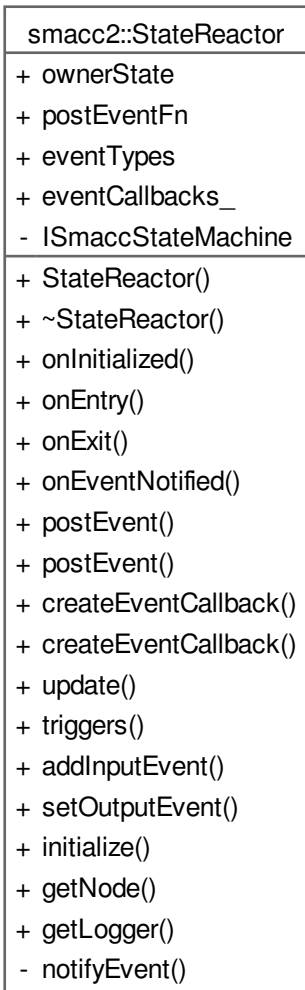 smacc2::StateReactor
+ ownerState
+ postEventFn
+ eventTypes
+ eventCallbacks_
- ISmaccStateMachine
+ StateReactor()
+ ~StateReactor()
+ onInitialized()
+ onEntry()
+ onExit()
+ onEventNotified()
+ postEvent()
+ postEvent()
+ createEventCallback()
+ createEventCallback()
+ update()
+ triggers()
+ addInputEvent()
+ setOutputEvent()
+ initialize()
+ getNode()
+ getLogger()
- notifyEvent()